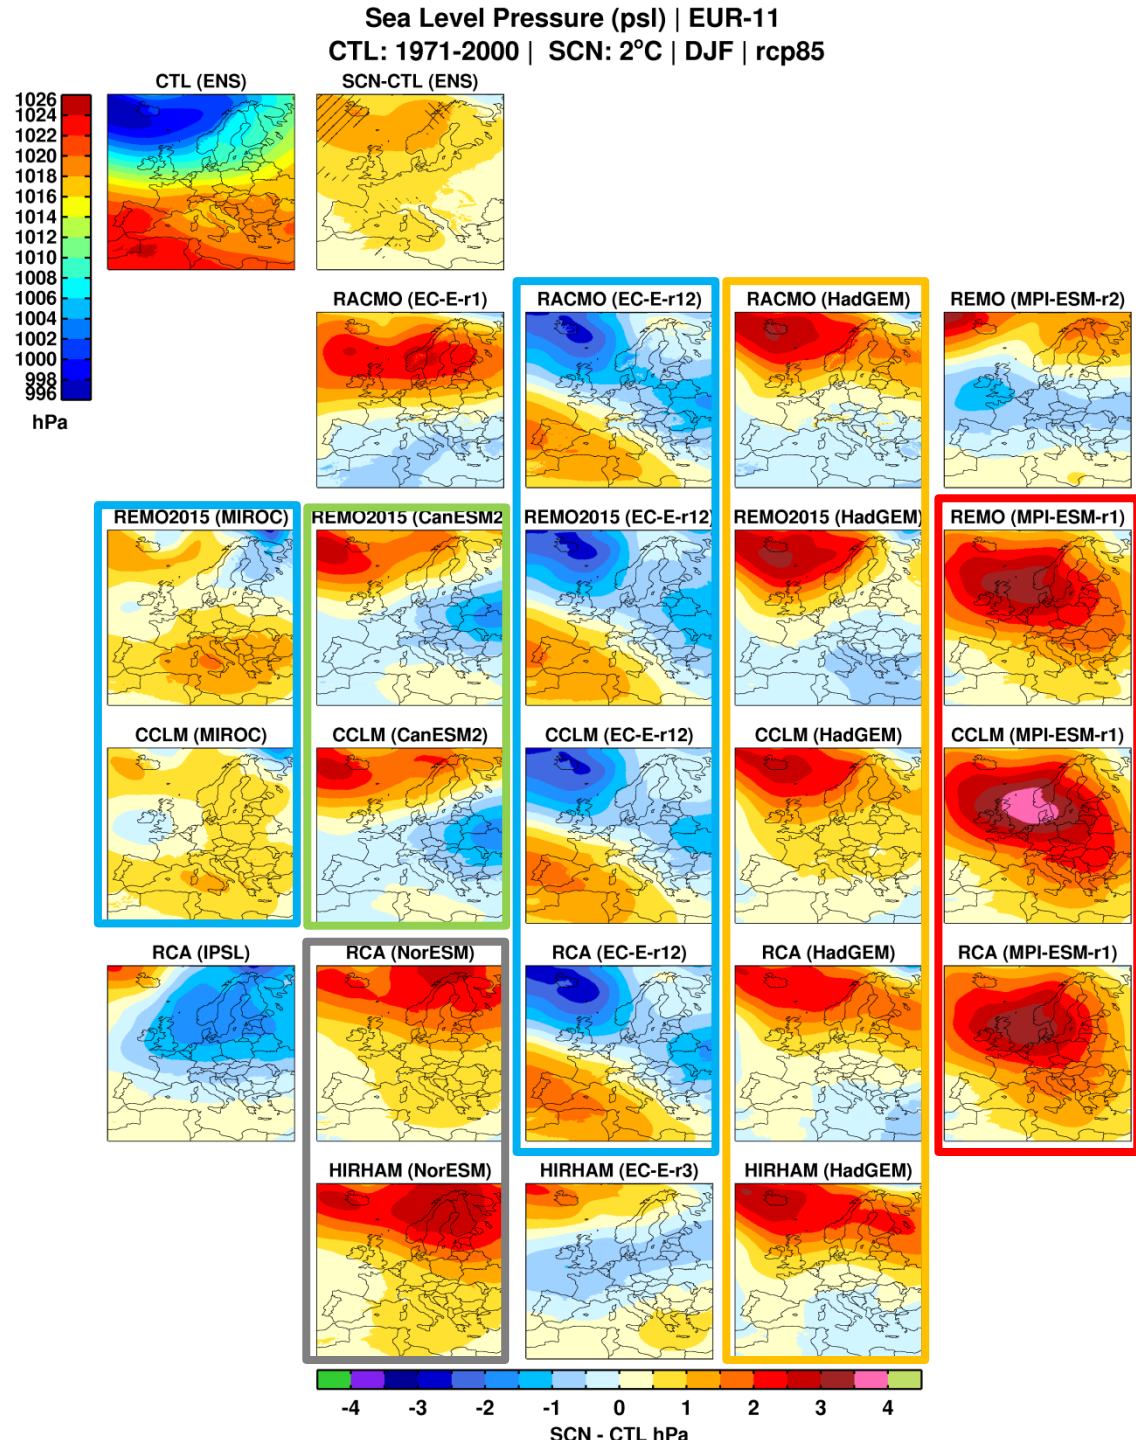 Sea Level Pressure (psl) | EUR-11
CTL: 1971-2000 | SCN: 2°C | DJF | rcp85
CTL (ENS)
SCN-CTL (ENS)
1026
1024
1022
1020
1018
1016
1014
1012
1010
1008
1006
1004
1002
1000
998
996
hPa
RACMO (EC-E-r1)
RACMO (EC-E-r12)
RACMO (HadGEM)
REMO (MPI-ESM-r2)
REMO2015 (MIROC)
REMO2015 (CanESM2
REMO2015 (EC-E-r12)
REMO2015 (HadGEM)
REMO (MPI-ESM-r1)
CCLM (MIROC)
CCLM (CanESM2)
CCLM (EC-E-r12)
CCLM (HadGEM)
CCLM (MPI-ESM-r1)
RCA (IPSL)
RCA (NorESM)
RCA (EC-E-r12)
RCA (HadGEM)
RCA (MPI-ESM-r1)
HIRHAM (NorESM)
HIRHAM (EC-E-r3)
HIRHAM (HadGEM)
-4 -3 -2 -1 0 1 2 3 4
SCN - CTL hPa